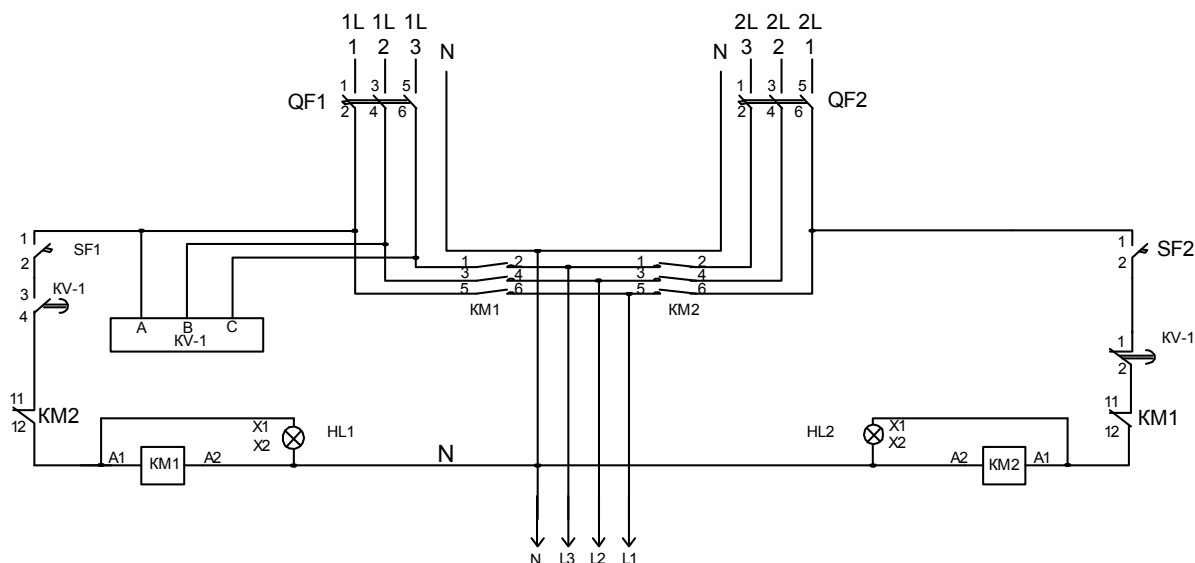 1L 1L 1L
1 2 3
N
N
2L 2L 2L
3 2 1
QF1
1 3 5
2 4 6
1 3 5
2 4 6
QF2
1
2
SF1
3
4
KV-1
A B C
KV-1
1 2
3 4
5 6
KM1
1 2
3 4
5 6
KM2
1
2
SF2
1
2
KV-1
11
12
KM2
11
12
KM1
X1
X2
HL1
HL2
X1
X2
A1 KM1 A2
N
A2 KM2 A1
N L3 L2 L1